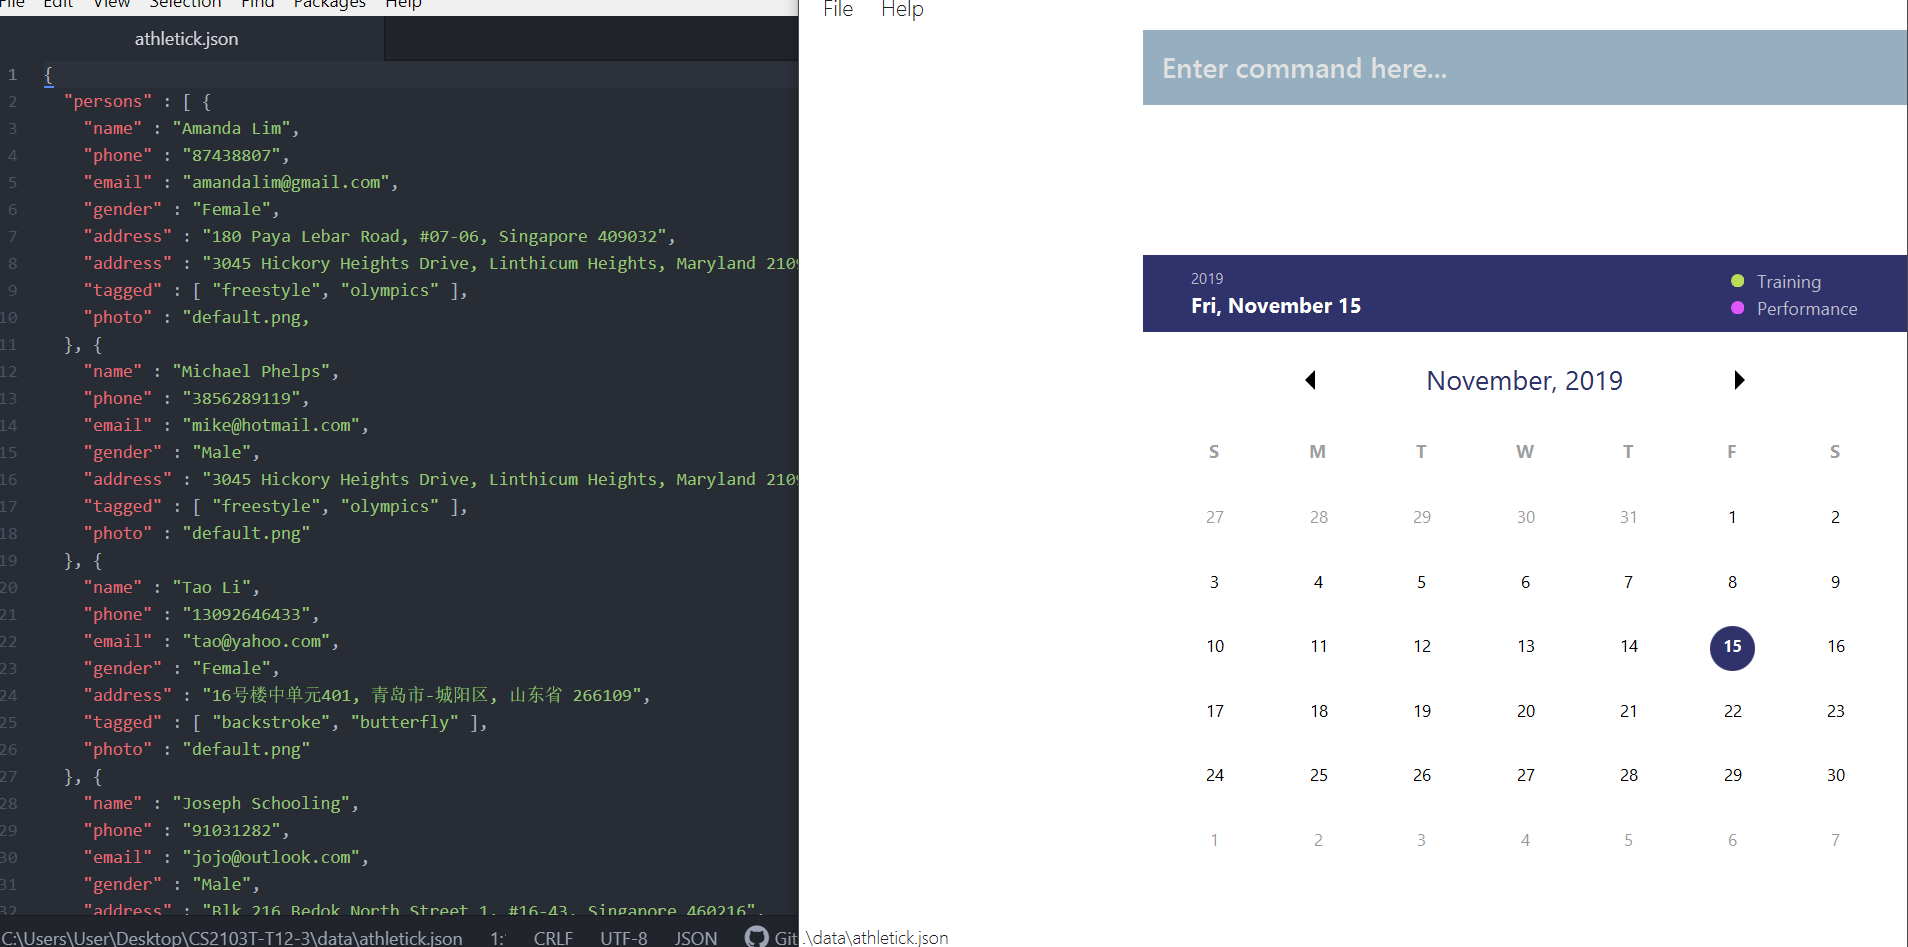 File Edit View Selection Find Packages Help
athletick.json
1 {
2 "persons" : [ {
3 "name" : "Amanda Lim",
4 "phone" : "87438807",
5 "email" : "amandalim@gmail.com",
6 "gender" : "Female",
7 "address" : "180 Paya Lebar Road, #07-06, Singapore 409032",
8 "address" : "3045 Hickory Heights Drive, Linthicum Heights, Maryland 2109
9 "tagged" : [ "freestyle", "olympics" ],
10 "photo" : "default.png,
11 }, {
12 "name" : "Michael Phelps",
13 "phone" : "3856289119",
14 "email" : "mike@hotmail.com",
15 "gender" : "Male",
16 "address" : "3045 Hickory Heights Drive, Linthicum Heights, Maryland 2109
17 "tagged" : [ "freestyle", "olympics" ],
18 "photo" : "default.png"
19 }, {
20 "name" : "Tao Li",
21 "phone" : "13092646433",
22 "email" : "tao@yahoo.com",
23 "gender" : "Female",
24 "address" : "16号楼中单元401, 青岛市-城阳区, 山东省 266109",
25 "tagged" : [ "backstroke", "butterfly" ],
26 "photo" : "default.png"
27 }, {
28 "name" : "Joseph Schooling",
29 "phone" : "91031282",
30 "email" : "jojo@outlook.com",
31 "gender" : "Male",
32 "address" : "Blk 216 Bedok North Street 1, #16-43, Singapore 460216",
C:\Users\User\Desktop\CS2103T-T12-3\data\athletick.json 1: CRLF UTF-8 JSON Git
File Help
Enter command here...
2019
Fri, November 15
Training
Performance
November, 2019
S M T W T F S
27 28 29 30 31 1 2
3 4 5 6 7 8 9
10 11 12 13 14 15 16
17 18 19 20 21 22 23
24 25 26 27 28 29 30
1 2 3 4 5 6 7
.\data\athletick.json